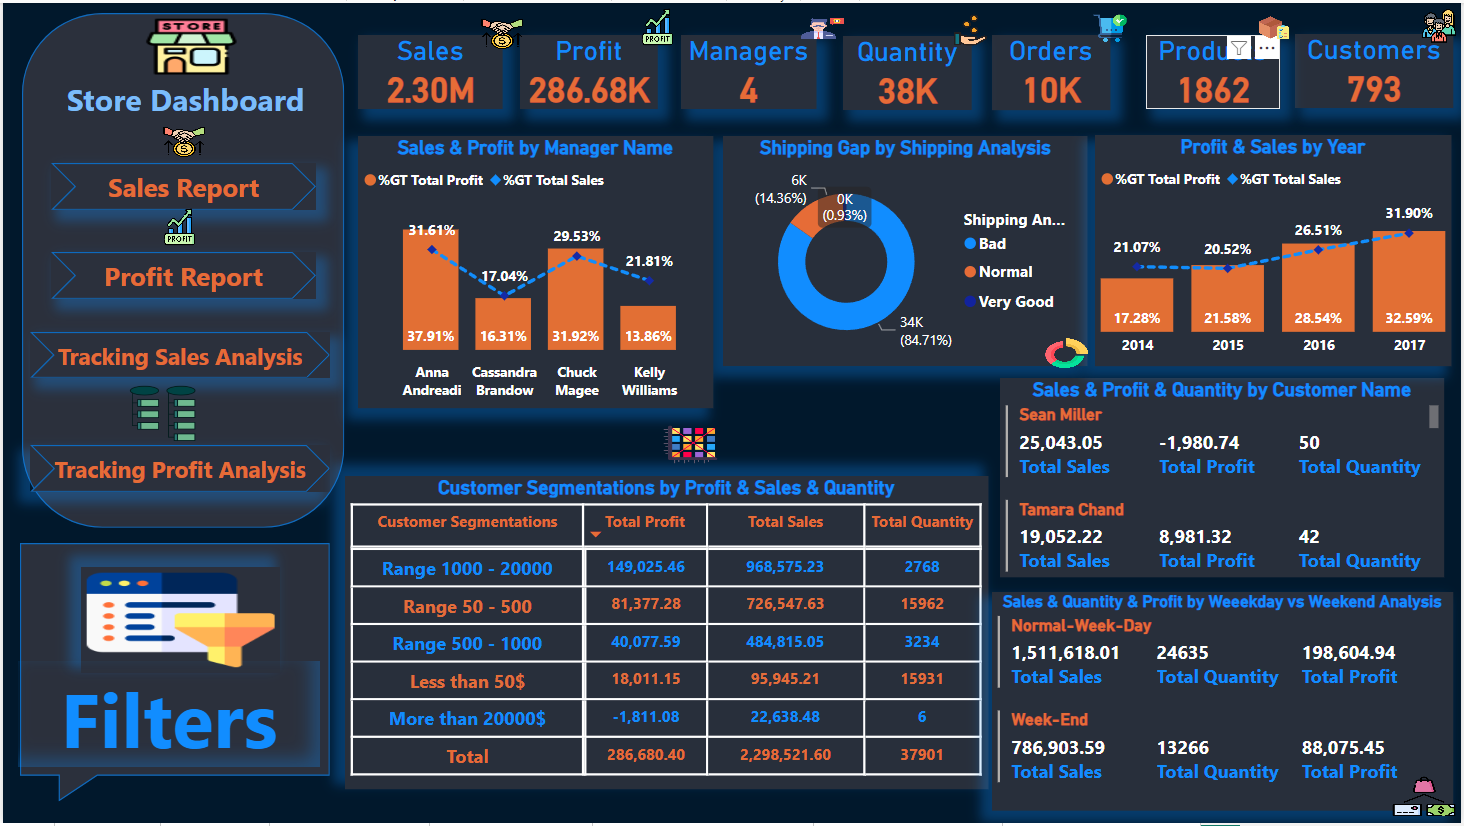 STORE
Store Dashboard
Sales Report
PROFIT
Profit Report
Tracking Sales Analysis
Tracking Profit Analysis
Filters
Sales
2.30M
PROFIT
Profit
286.68K
Managers
4
Quantity
38K
Orders
10K
Produ
1862
Customers
793
Sales & Profit by Manager Name
%GT Total Profit %GT Total Sales
31.61%
17.04%
29.53%
21.81%
37.91%
16.31%
31.92%
13.86%
Anna Andreadi
Cassandra Brandow
Chuck Magee
Kelly Williams
Shipping Gap by Shipping Analysis
6K
(14.36%)
0K
(0.93%)
34K
(84.71%)
Shipping An...
Bad
Normal
Very Good
Profit & Sales by Year
%GT Total Profit %GT Total Sales
21.07%
20.52%
26.51%
31.90%
17.28%
21.58%
28.54%
32.59%
2014 2015 2016 2017
Sales & Profit & Quantity by Customer Name
Sean Miller
25,043.05 -1,980.74 50
Total Sales Total Profit Total Quantity
Tamara Chand
19,052.22 8,981.32 42
Total Sales Total Profit Total Quantity
Customer Segmentations by Profit & Sales & Quantity
Customer Segmentations Total Profit Total Sales Total Quantity
Range 1000 - 20000 149,025.46 968,575.23 2768
Range 50 - 500 81,377.28 726,547.63 15962
Range 500 - 1000 40,077.59 484,815.05 3234
Less than 50$ 18,011.15 95,945.21 15931
More than 20000$ -1,811.08 22,638.48 6
Total 286,680.40 2,298,521.60 37901
Sales & Quantity & Profit by Weeekday vs Weekend Analysis
Normal-Week-Day
1,511,618.01 24635 198,604.94
Total Sales Total Quantity Total Profit
Week-End
786,903.59 13266 88,075.45
Total Sales Total Quantity Total Profit